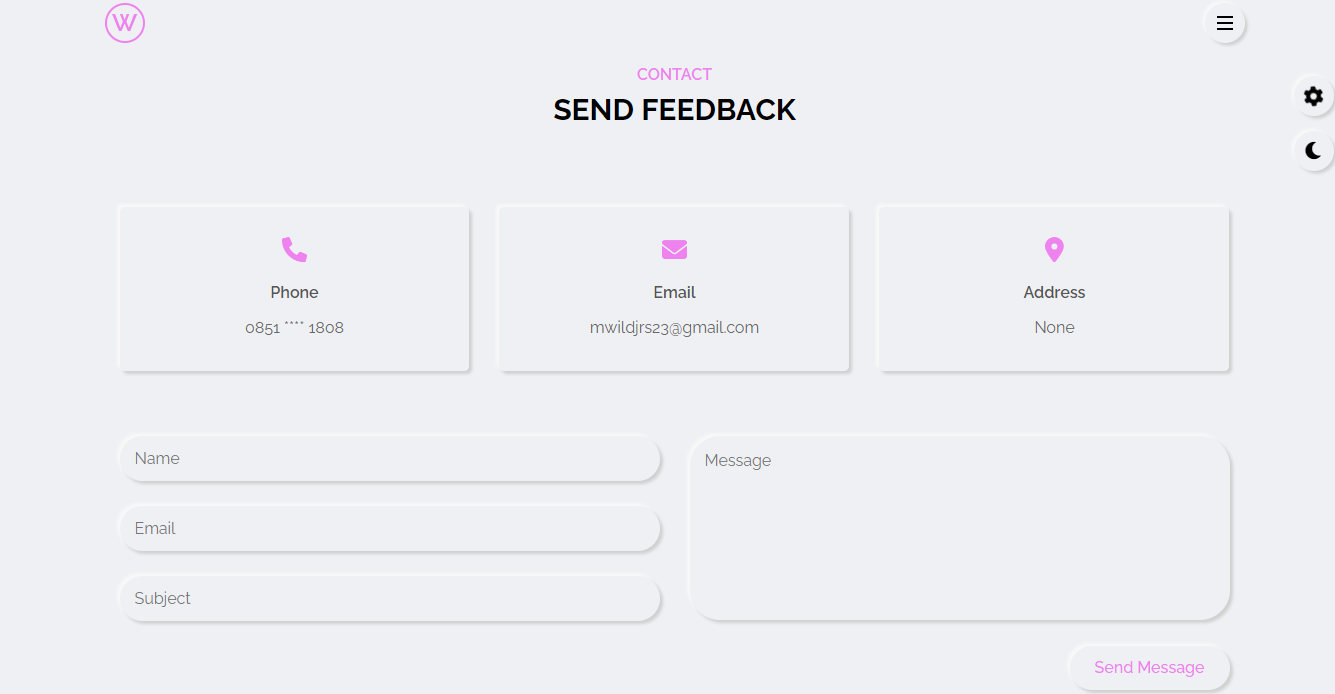 W
CONTACT
SEND FEEDBACK
Phone
0851 **** 1808
Email
mwildjrs23@gmail.com
Address
None
Name
Email
Subject
Message
Send Message